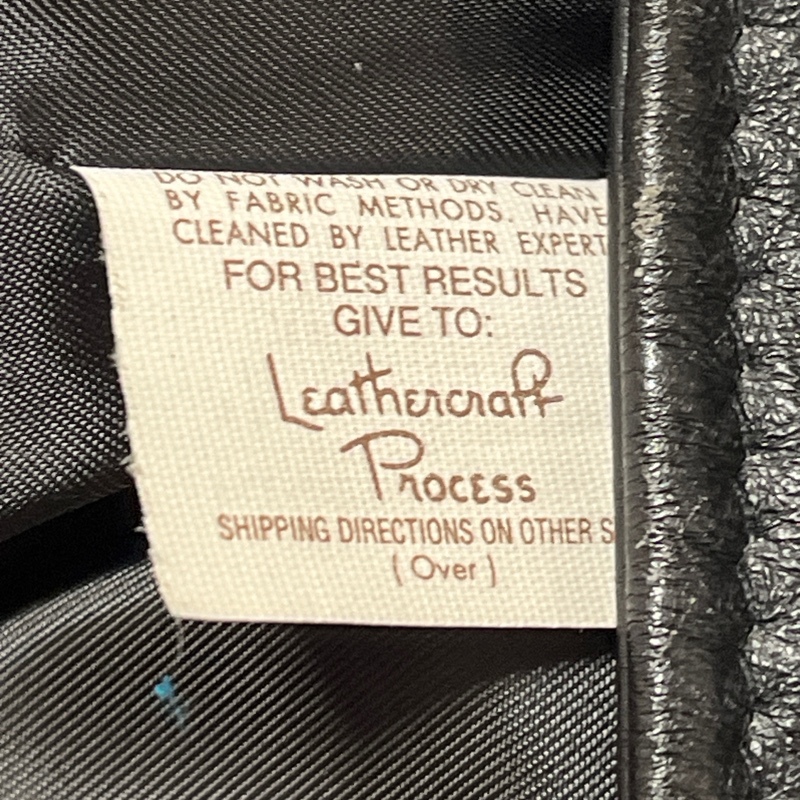 DO NOT WASH OR DRY CLEAN
BY FABRIC METHODS. HAVE
CLEANED BY LEATHER EXPERT
FOR BEST RESULTS
GIVE TO:
Leathercraft
Process
SHIPPING DIRECTIONS ON OTHER S
( Over )